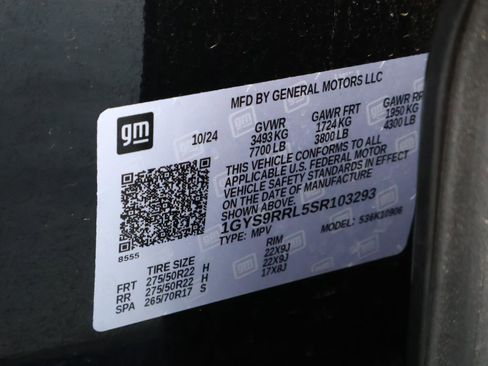 MFD BY GENERAL MOTORS LLC
gm
10/24
GVWR GAWR FRT GAWR RR
3493 KG 1724 KG 1950 KG
7700 LB 3800 LB 4300 LB
THIS VEHICLE CONFORMS TO ALL
APPLICABLE U.S. FEDERAL MOTOR
VEHICLE SAFETY STANDARDS IN EFFECT
ON THE DATE OF MANUFACTURE SHOWN ABOVE.
1GYS9RRL5SR103293
TYPE: MPV MODEL: 536K10906
8555
TIRE SIZE RIM
FRT 275/50R22 H 22X9J
RR 275/50R22 H 22X9J
SPA 265/70R17 S 17X8J